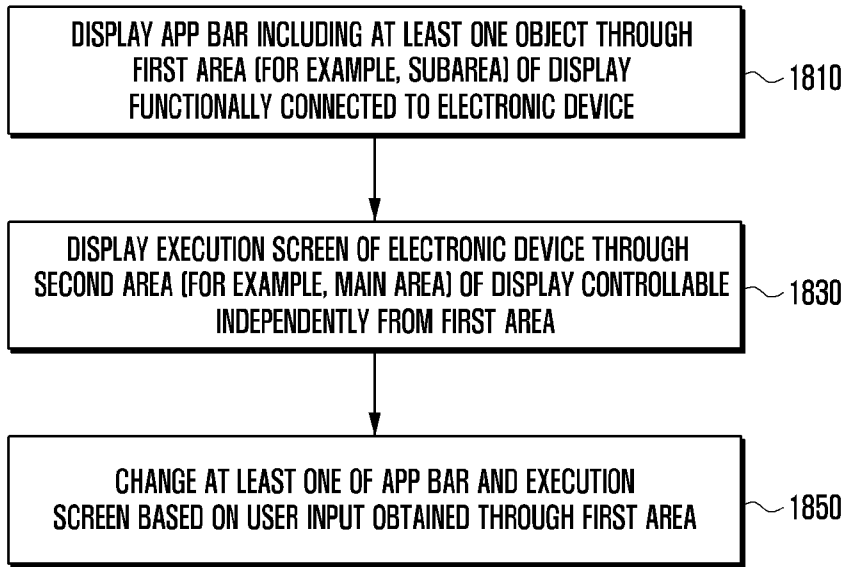 DISPLAY APP BAR INCLUDING AT LEAST ONE OBJECT THROUGH
FIRST AREA (FOR EXAMPLE, SUBAREA) OF DISPLAY
FUNCTIONALLY CONNECTED TO ELECTRONIC DEVICE
1810
DISPLAY EXECUTION SCREEN OF ELECTRONIC DEVICE THROUGH
SECOND AREA (FOR EXAMPLE, MAIN AREA) OF DISPLAY CONTROLLABLE
INDEPENDENTLY FROM FIRST AREA
1830
CHANGE AT LEAST ONE OF APP BAR AND EXECUTION
SCREEN BASED ON USER INPUT OBTAINED THROUGH FIRST AREA
1850